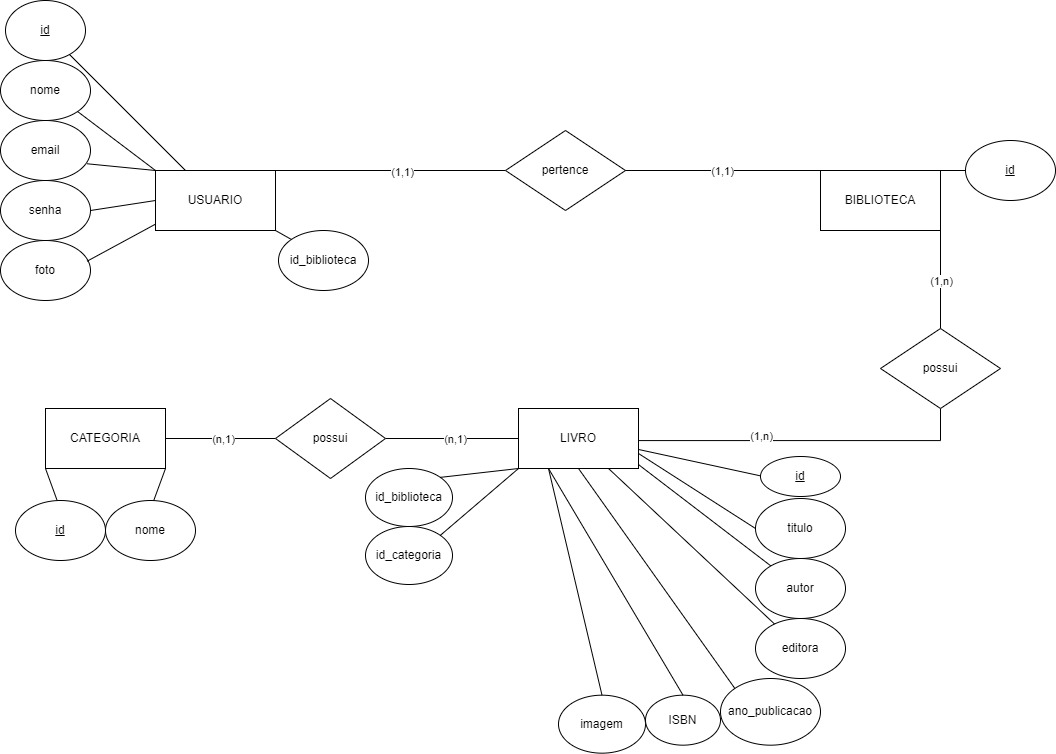 id
nome
email
senha
foto
USUARIO
id_biblioteca
(1,1)
pertence
(1,1)
BIBLIOTECA
id
(1,n)
possui
CATEGORIA
(n,1)
possui
(n,1)
LIVRO
(1,n)
id
nome
id_biblioteca
id_categoria
id
titulo
autor
editora
imagem
ISBN
ano_publicacao